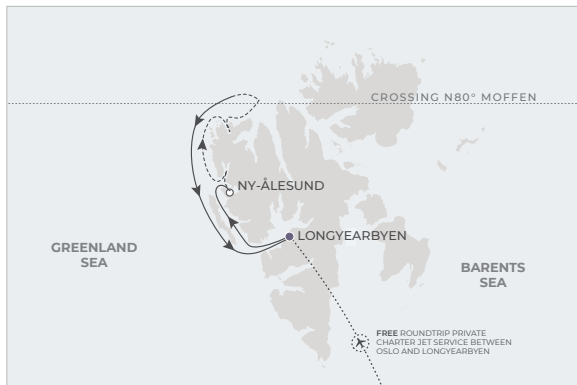 CROSSING N80° MOFFEN
NY-ÅLESUND
LONGYEARBYEN
GREENLAND
SEA
BARENTS
SEA
FREE ROUNDTRIP PRIVATE
CHARTER JET SERVICE BETWEEN
OSLO AND LONGYEARBYEN